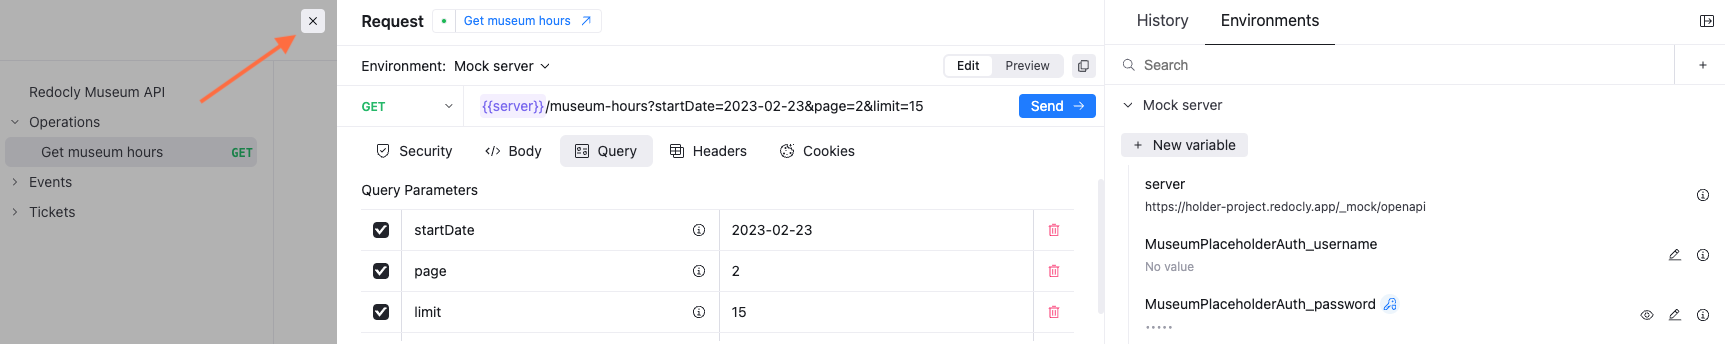 Redocly Museum API
Operations
Get museum hours GET
Events
Tickets
Request Get museum hours
Environment: Mock server Edit Preview
GET {{server}}/museum-hours?startDate=2023-02-23&page=2&limit=15 Send
Security Body Query Headers Cookies
Query Parameters
startDate 2023-02-23
page 2
limit 15
History Environments
Search
Mock server
New variable
server
https://holder-project.redocly.app/_mock/openapi
MuseumPlaceholderAuth_username
No value
MuseumPlaceholderAuth_password
•••••